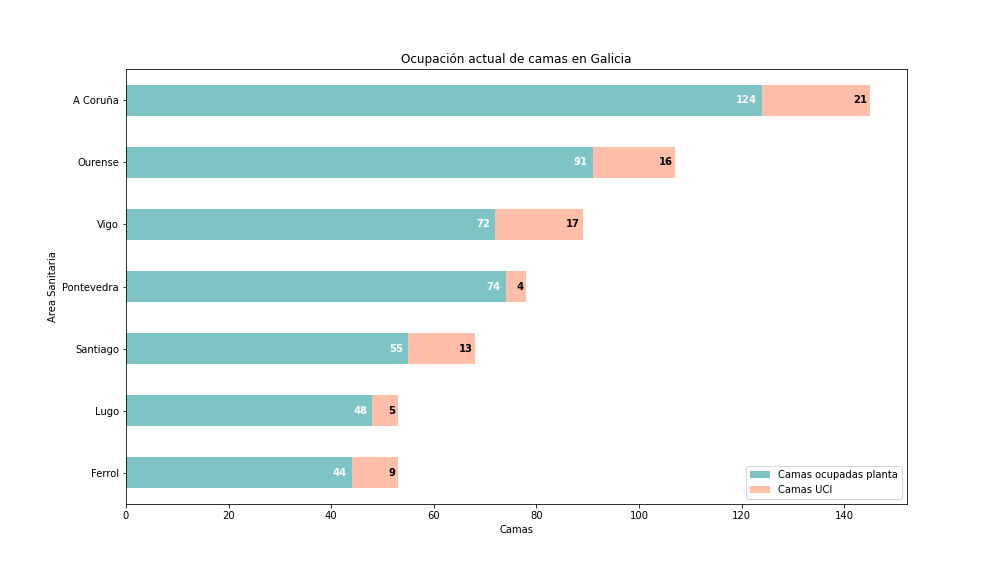 Ocupación actual de camas en Galicia
A Coruña 124 21
Ourense 91 16
Vigo 72 17
Pontevedra 74 4
Santiago 55 13
Lugo 48 5
Ferrol 44 9
Area Sanitaria
Camas ocupadas planta
Camas UCI
0 20 40 60 80 100 120 140
Camas